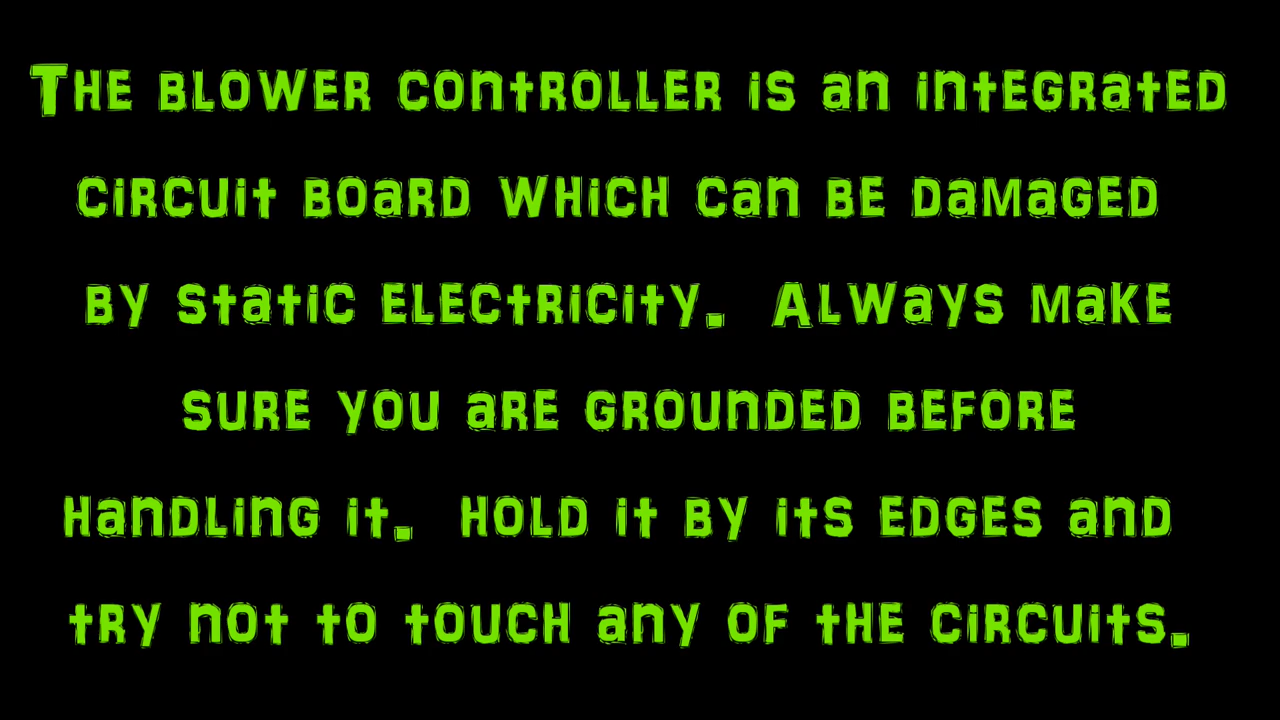 The blower controller is an integrated
circuit board which can be damaged
by static electricity.  Always make
sure you are grounded before
handling it.  Hold it by its edges and
try not to touch any of the circuits.